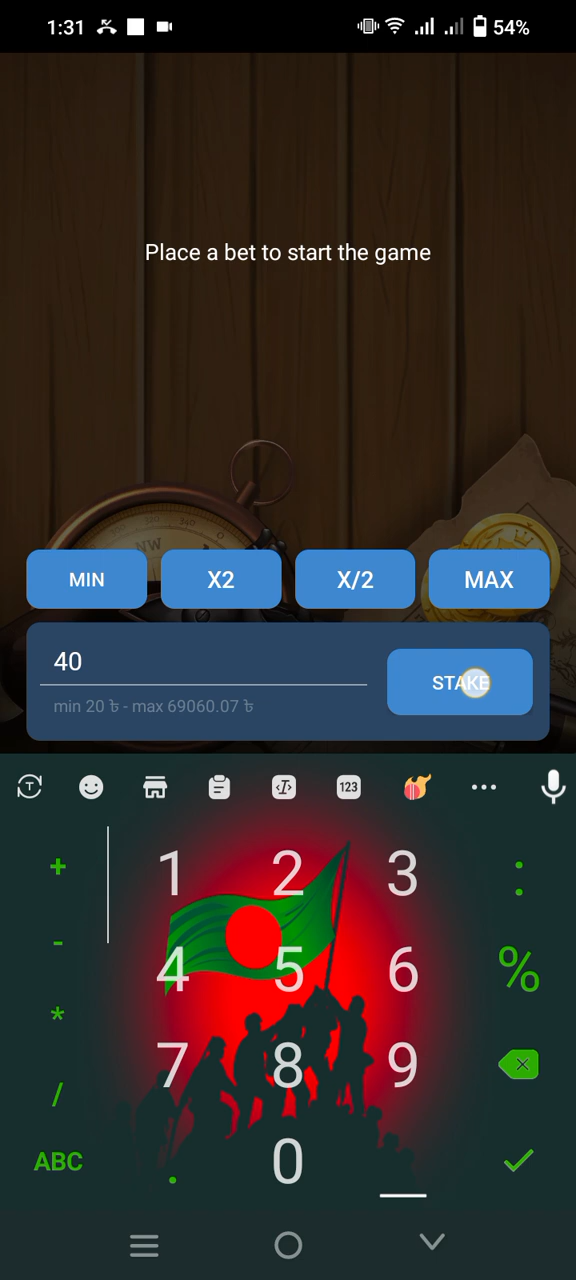 1:31 54%
Place a bet to start the game
NW
MIN X2 X/2 MAX
40
STAKE
min 20 ৳ - max 69060.07 ৳
123
+ 1 2 3 :
- 4 5 6 %
* 7 8 9
/
ABC . 0